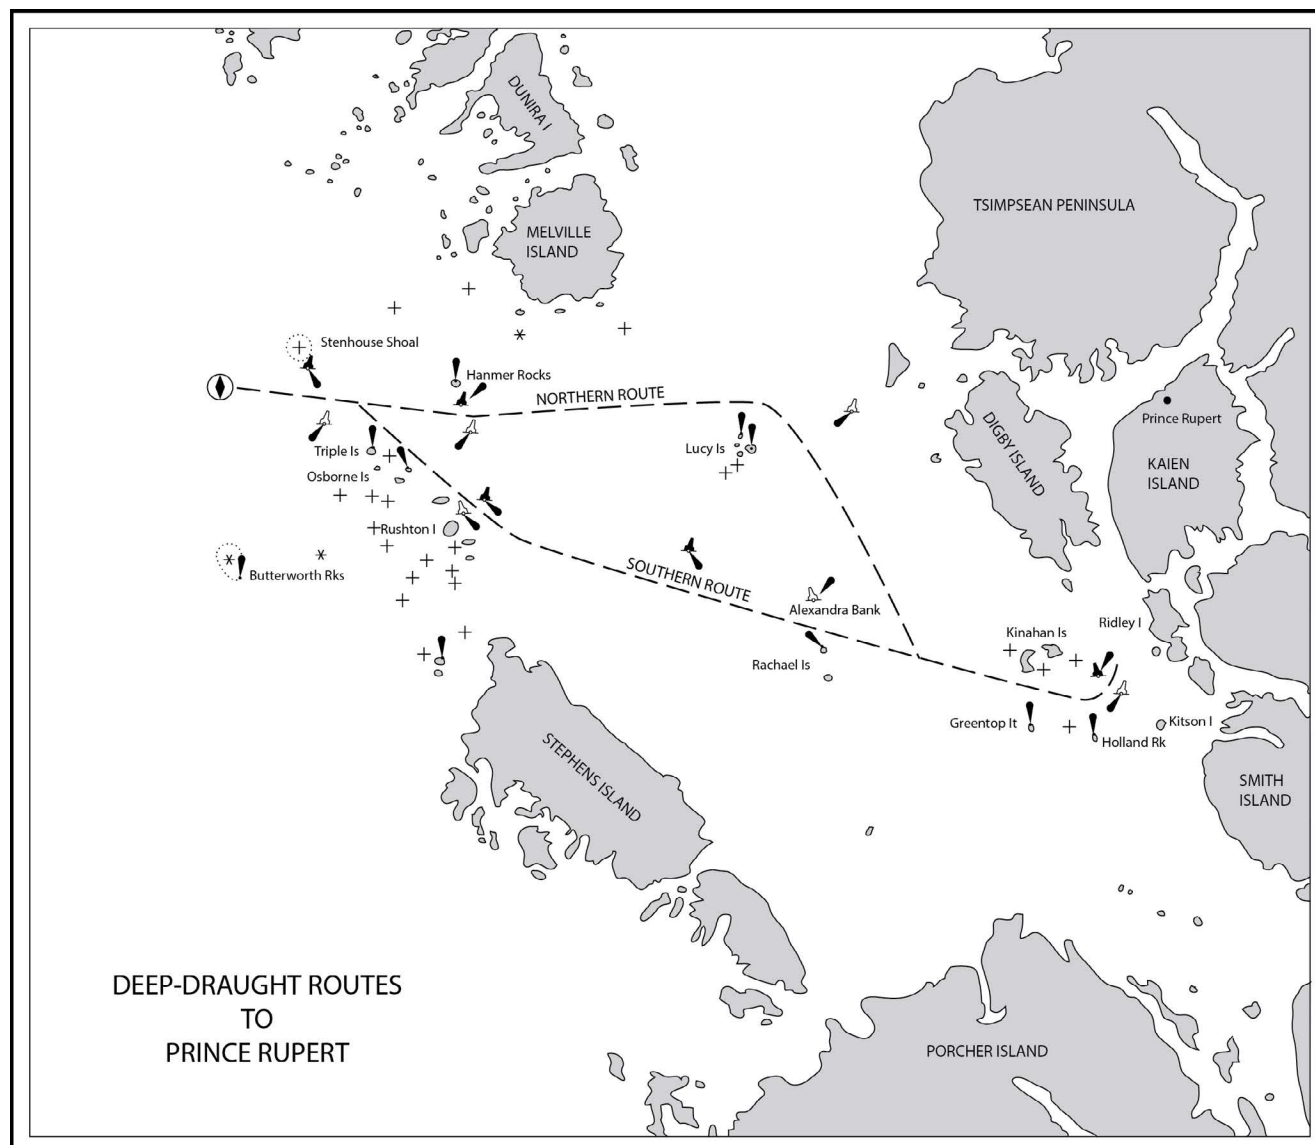 DUNIRA I
TSIMPSEAN PENINSULA
MELVILLE
ISLAND
Stenhouse Shoal
Hanmer Rocks
NORTHERN ROUTE
Prince Rupert
Triple Is
Lucy Is
DIGBY ISLAND
KAIEN
ISLAND
Osborne Is
Rushton I
Butterworth Rks
SOUTHERN ROUTE
Alexandra Bank
Ridley I
Kinahan Is
Rachael Is
Greentop It
Kitson I
Holland Rk
STEPHENS ISLAND
SMITH
ISLAND
DEEP-DRAUGHT ROUTES
TO
PRINCE RUPERT
PORCHER ISLAND